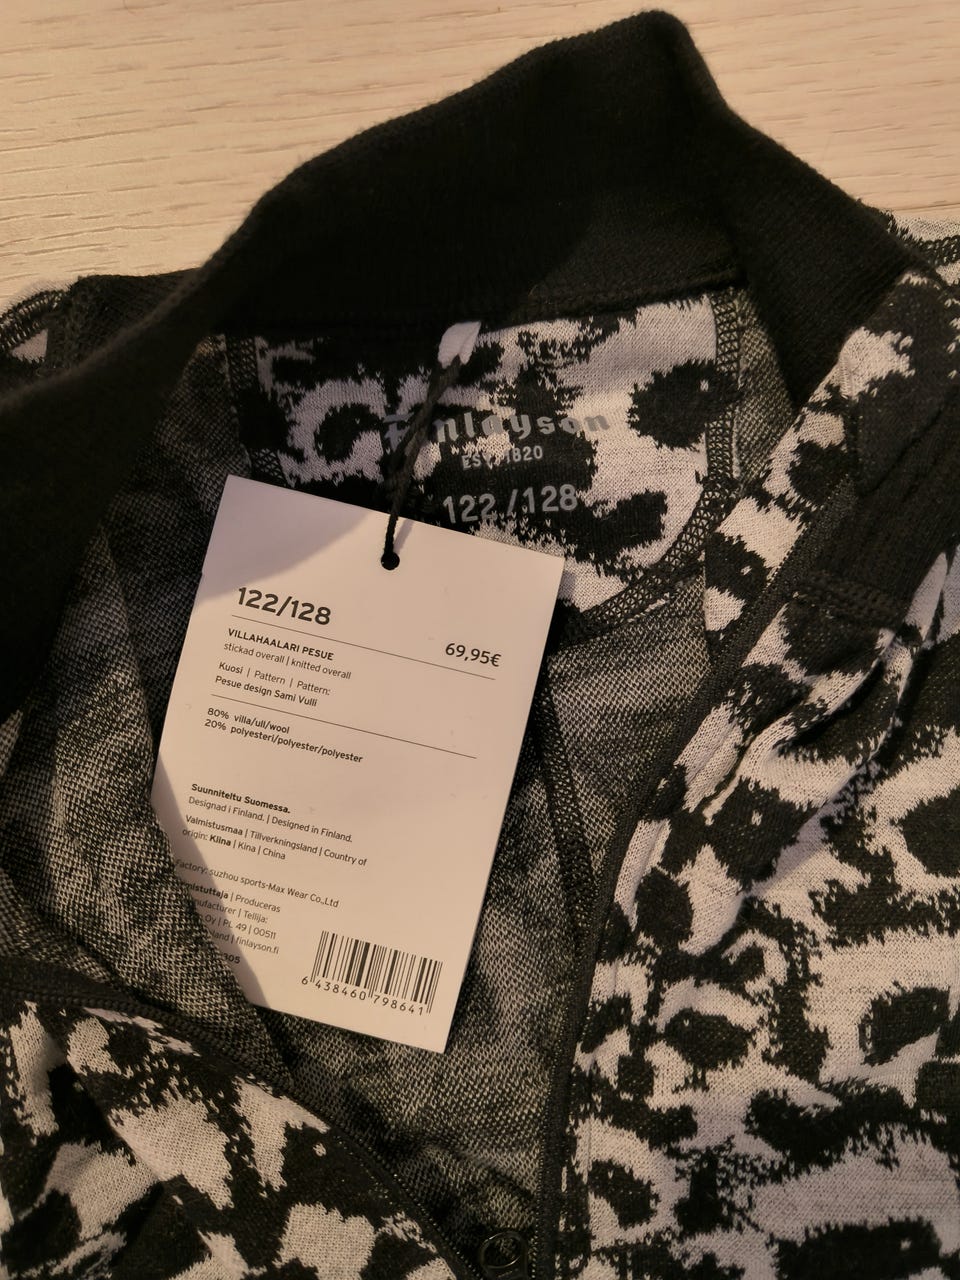 Finlayson
EST. 1820
122/128
122/128
69,95€
VILLAHAALARI PESUE
stickad overall | knitted overall
Kuosi | Pattern | Pattern:
Pesue design Sami Vulli
80% villa/ull/wool
20% polyesteri/polyester/polyester
Suunniteltu Suomessa.
Designad i Finland. | Designed in Finland.
Valmistusmaa | Tillverkningsland | Country of
origin: Kiina | Kina | China
Factory: suzhou sports-Max Wear Co.,Ltd
mistuttaja | Produceras
nufacturer | Tellija:
Oy | PL 49 | 00511
land | finlayson.fi
305
6 438460 798641